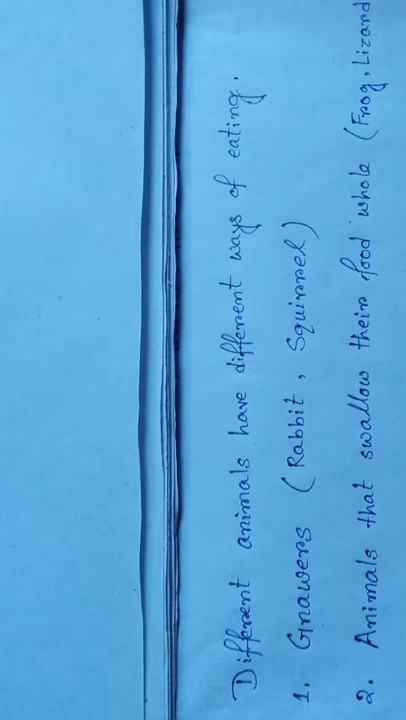 Different animals have different ways of eating.
1. Gnawers (Rabbit, Squirrel)
2. Animals that swallow their food whole (Frog, Lizard